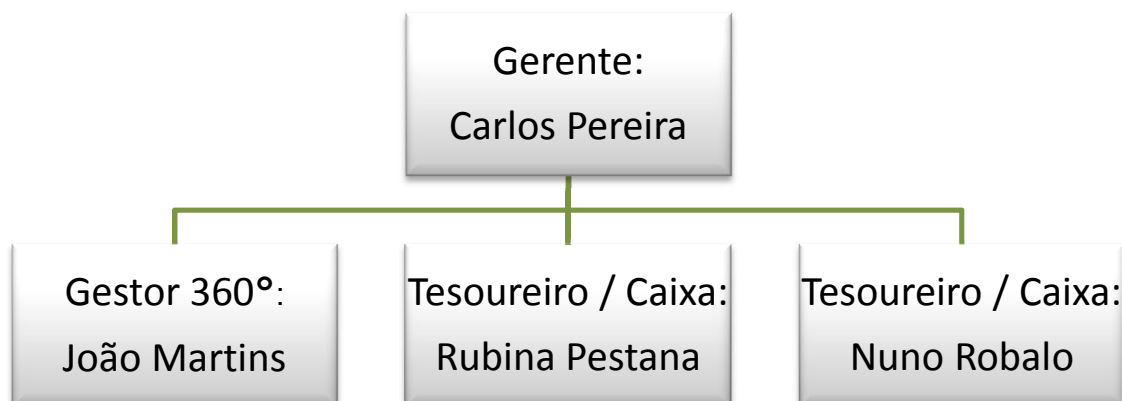 Gerente:
Carlos Pereira
Gestor 360°:
João Martins
Tesoureiro / Caixa:
Rubina Pestana
Tesoureiro / Caixa:
Nuno Robalo